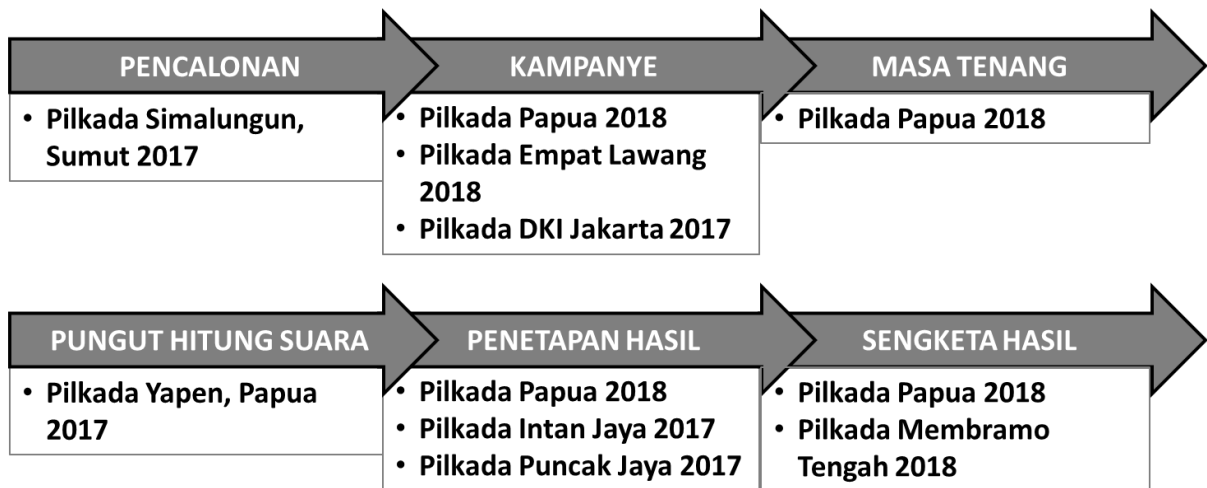 PENCALONAN
• Pilkada Simalungun,
Sumut 2017
KAMPANYE
• Pilkada Papua 2018
• Pilkada Empat Lawang
2018
• Pilkada DKI Jakarta 2017
MASA TENANG
• Pilkada Papua 2018
PUNGUT HITUNG SUARA
• Pilkada Yapen, Papua
2017
PENETAPAN HASIL
• Pilkada Papua 2018
• Pilkada Intan Jaya 2017
• Pilkada Puncak Jaya 2017
SENGKETA HASIL
• Pilkada Papua 2018
• Pilkada Membramo
Tengah 2018